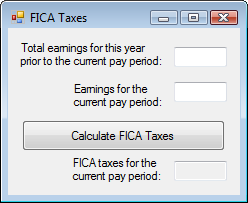 FICA Taxes
Total earnings for this year
prior to the current pay period:
Earnings for the
current pay period:
Calculate FICA Taxes
FICA taxes for the
current pay period: